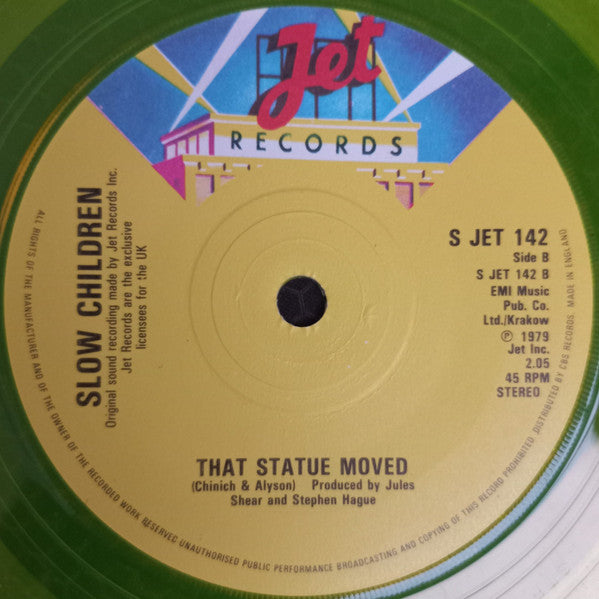 Jet
RECORDS
SLOW CHILDREN
Original sound recording made by Jet Records Inc.
Jet Records are the exclusive
licensees for the UK
S JET 142
Side B
S JET 142 B
EMI Music
Pub. Co.
Ltd./Krakow
Ⓟ 1979
Jet Inc.
2.05
45 RPM
STEREO
THAT STATUE MOVED
(Chinich & Alyson) Produced by Jules
Shear and Stephen Hague
ALL RIGHTS OF THE MANUFACTURER AND OF THE OWNER OF THE RECORDED WORK RESERVED UNAUTHORISED PUBLIC PERFORMANCE BROADCASTING AND COPYING OF THIS RECORD PROHIBITED DISTRIBUTED BY CBS RECORDS. MADE IN ENGLAND